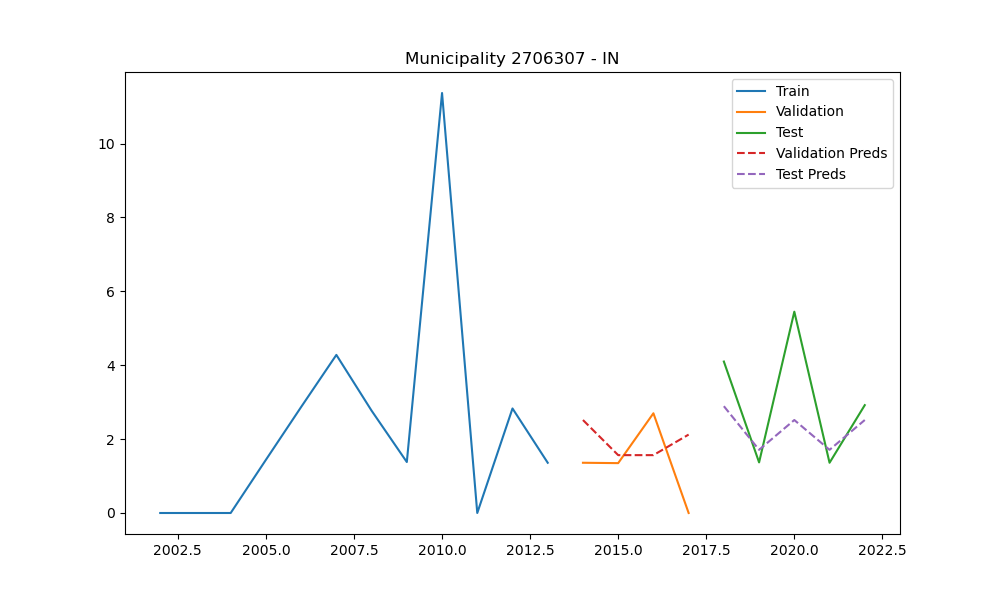 Municipality 2706307 - IN
Train
Validation
Test
Validation Preds
Test Preds
10
8
6
4
2
0
2002.5 2005.0 2007.5 2010.0 2012.5 2015.0 2017.5 2020.0 2022.5